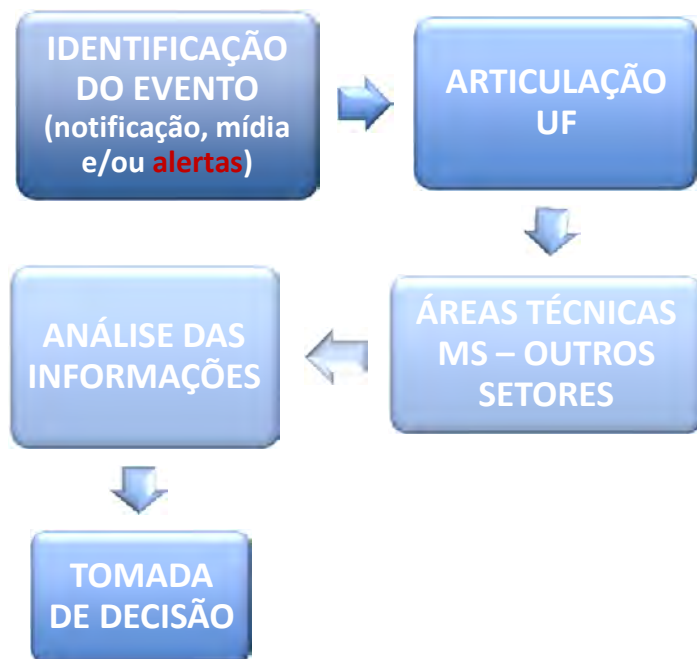 IDENTIFICAÇÃO
DO EVENTO
(notificação, mídia
e/ou alertas)
ARTICULAÇÃO
UF
ÁREAS TÉCNICAS
MS – OUTROS
SETORES
ANÁLISE DAS
INFORMAÇÕES
TOMADA
DE DECISÃO